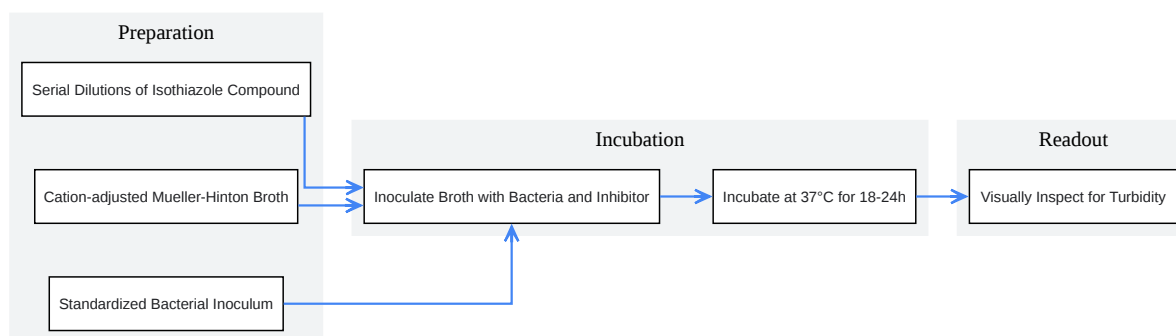 Preparation
Serial Dilutions of Isothiazole Compound
Cation-adjusted Mueller-Hinton Broth
Standardized Bacterial Inoculum
Incubation
Inoculate Broth with Bacteria and Inhibitor
Incubate at 37°C for 18-24h
Readout
Visually Inspect for Turbidity